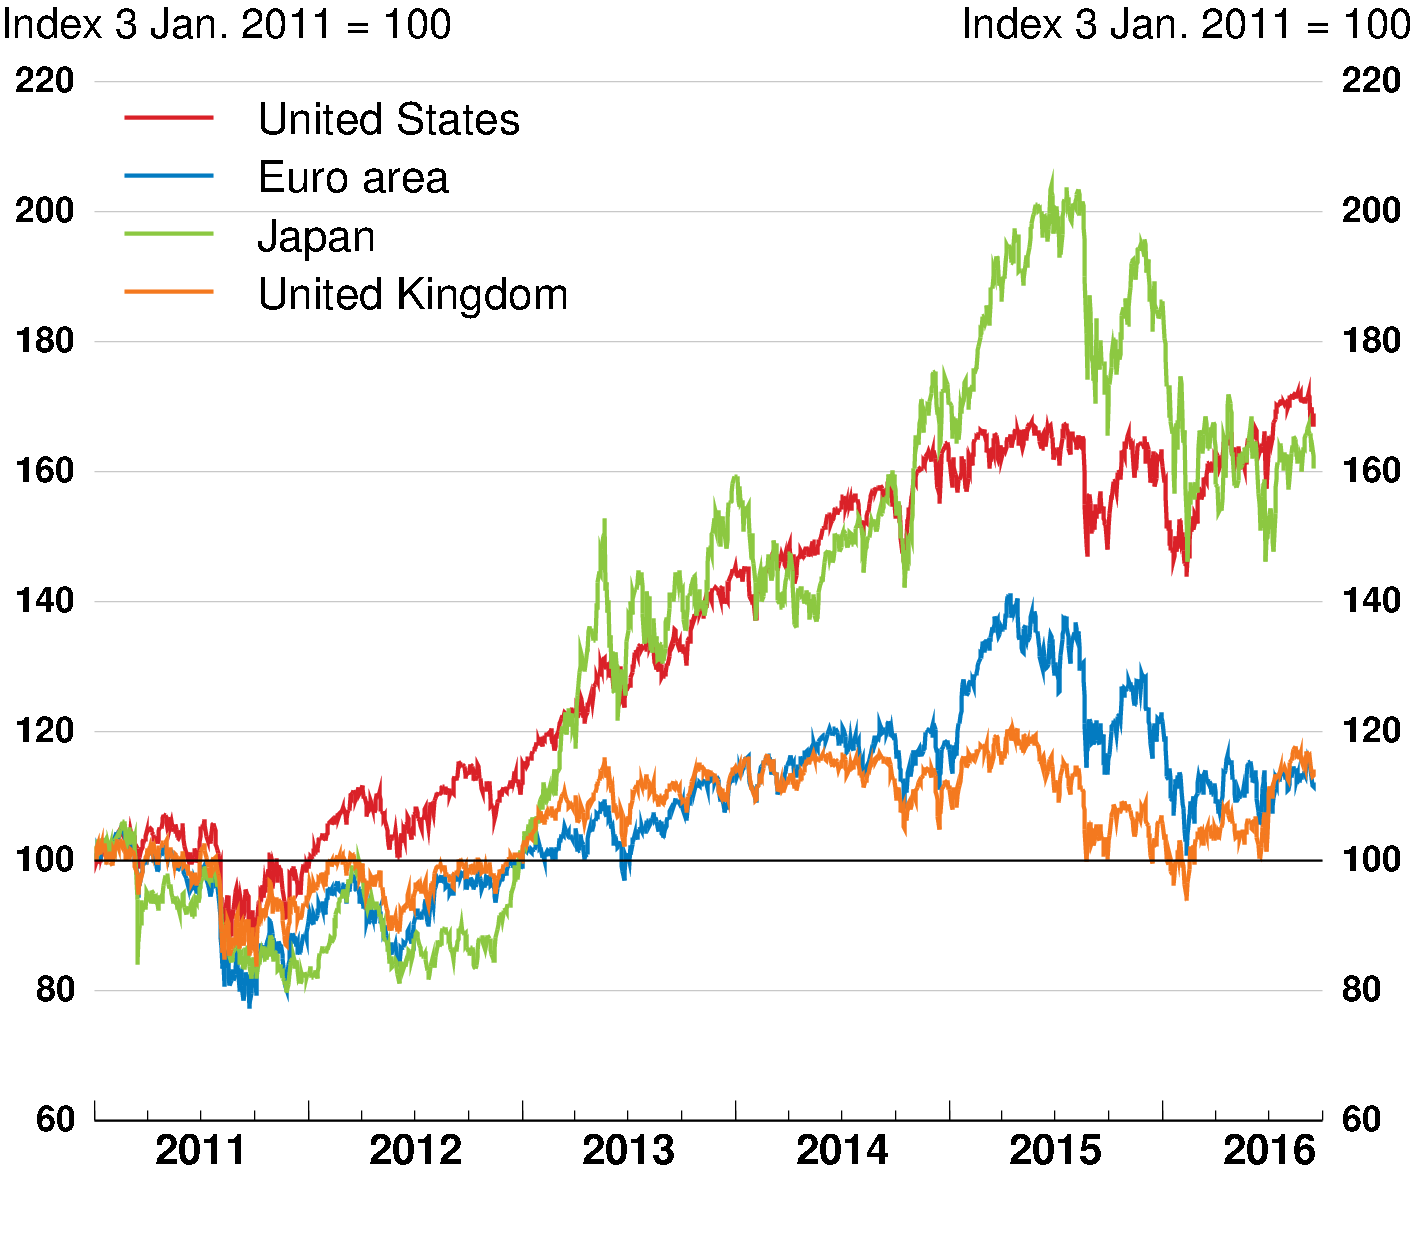 Index 3 Jan. 2011 = 100 Index 3 Jan. 2011 = 100
220 220
United States
Euro area
200 200
Japan
United Kingdom
180 180
160 160
140 140
120 120
100 100
80 80
60 60
2011 2012 2013 2014 2015 2016